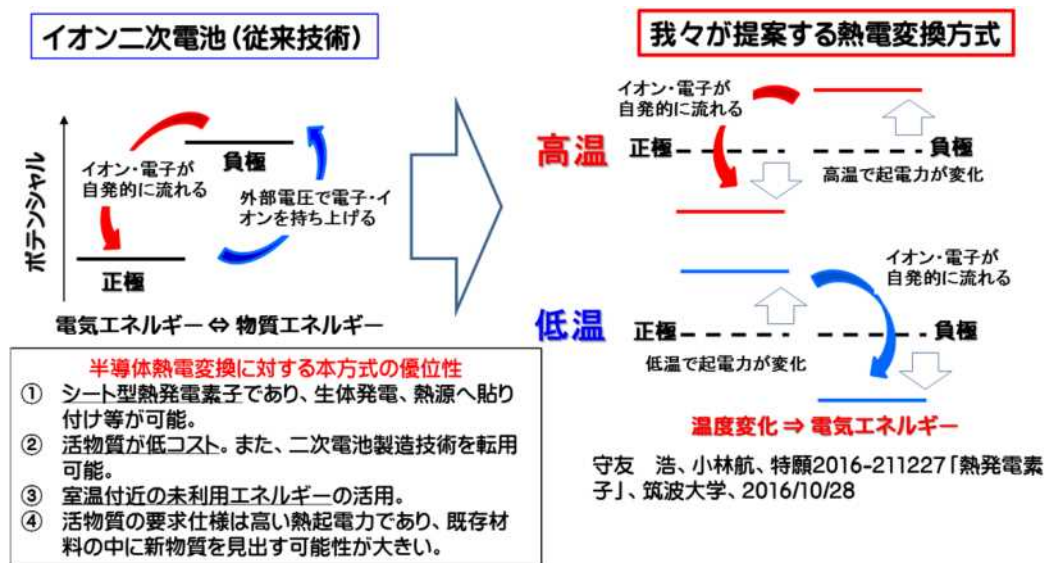 イオン二次電池（従来技術）
ポテンシャル
イオン・電子が
自発的に流れる
負極
外部電圧で電子・イ
オンを持ち上げる
正極
電気エネルギー⇔物質エネルギー
半導体熱電変換に対する本方式の優位性
① シート型熱発電素子であり、生体発電、熱源へ貼り
付け等が可能。
② 活物質が低コスト。また、二次電池製造技術を転用
可能。
③ 室温付近の未利用エネルギーの活用。
④ 活物質の要求仕様は高い熱起電力であり、既存材
料の中に新物質を見出す可能性が大きい。
我々が提案する熱電変換方式
イオン・電子が
自発的に流れる
高温
正極
負極
高温で起電力が変化
イオン・電子が
自発的に流れる
低温
正極
負極
低温で起電力が変化
温度変化⇒電気エネルギー
守友 浩、小林航、特願2016-211227「熱発電素
子」、筑波大学、2016/10/28